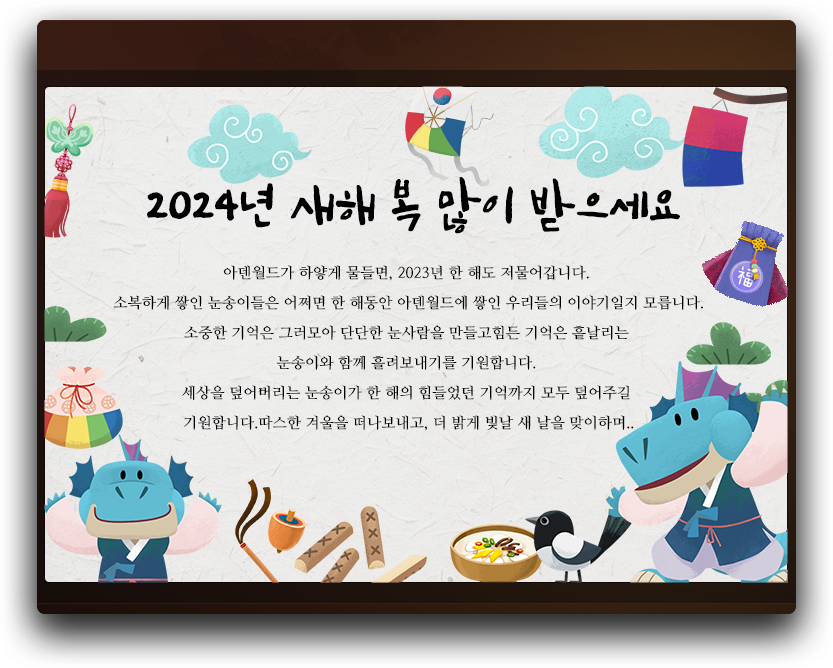 2024년 새해 복 많이 받으세요
아덴월드가 하얗게 물들면, 2023년 한 해도 저물어갑니다.
소복하게 쌓인 눈송이들은 어쩌면 한 해동안 아덴월드에 쌓인 우리들의 이야기일지 모릅니다.
소중한 기억은 그러모아 단단한 눈사람을 만들고힘든 기억은 흩날리는
눈송이와 함께 흘려보내기를 기원합니다.
세상을 덮어버리는 눈송이가 한 해의 힘들었던 기억까지 모두 덮어주길
기원합니다.따스한 겨울을 떠나보내고, 더 밝게 빛날 새 날을 맞이하며..
福